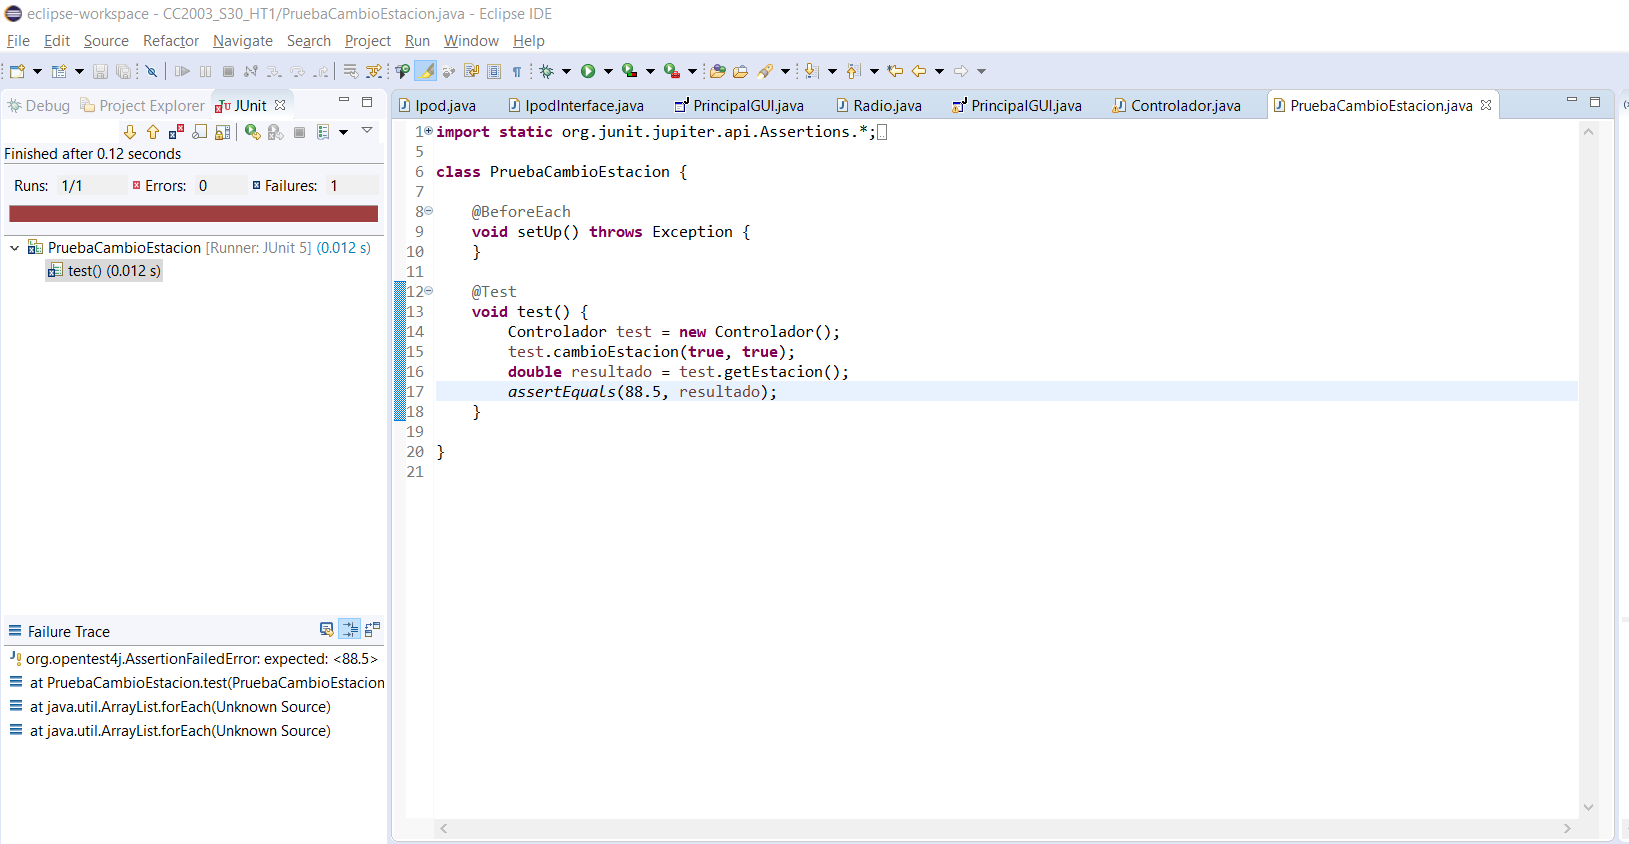 eclipse-workspace - CC2003_S30_HT1/PruebaCambioEstacion.java - Eclipse IDE
File Edit Source Refactor Navigate Search Project Run Window Help
Debug Project Explorer JUnit
Finished after 0.12 seconds
Runs: 1/1 Errors: 0 Failures: 1
PruebaCambioEstacion [Runner: JUnit 5] (0.012 s)
test() (0.012 s)
Failure Trace
org.opentest4j.AssertionFailedError: expected: <88.5>
at PruebaCambioEstacion.test(PruebaCambioEstacion
at java.util.ArrayList.forEach(Unknown Source)
at java.util.ArrayList.forEach(Unknown Source)
Ipod.java IpodInterface.java PrincipalGUI.java Radio.java PrincipalGUI.java Controlador.java PruebaCambioEstacion.java
1 import static org.junit.jupiter.api.Assertions.*;
5
6 class PruebaCambioEstacion {
7
8 @BeforeEach
9 void setUp() throws Exception {
10 }
11
12 @Test
13 void test() {
14 Controlador test = new Controlador();
15 test.cambioEstacion(true, true);
16 double resultado = test.getEstacion();
17 assertEquals(88.5, resultado);
18 }
19
20 }
21